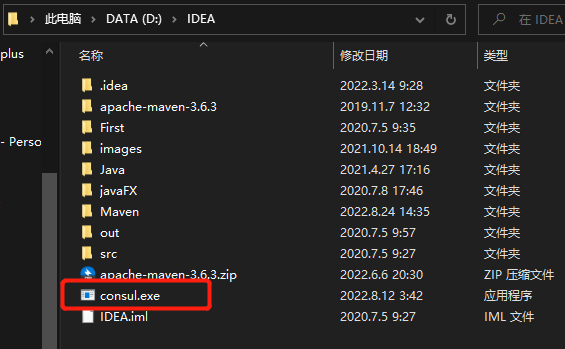 此电脑 > DATA (D:) > IDEA
在 IDEA
plus
- Perso
名称 修改日期 类型
.idea 2022.3.14 9:28 文件夹
apache-maven-3.6.3 2019.11.7 12:32 文件夹
First 2020.7.5 9:35 文件夹
images 2021.10.14 18:49 文件夹
Java 2021.4.27 17:16 文件夹
javaFX 2020.7.8 17:46 文件夹
Maven 2022.8.24 14:35 文件夹
out 2020.7.5 9:57 文件夹
src 2020.7.5 9:27 文件夹
apache-maven-3.6.3.zip 2022.6.6 20:30 ZIP 压缩文件
consul.exe 2022.8.12 3:42 应用程序
IDEA.iml 2020.7.5 9:27 IML 文件